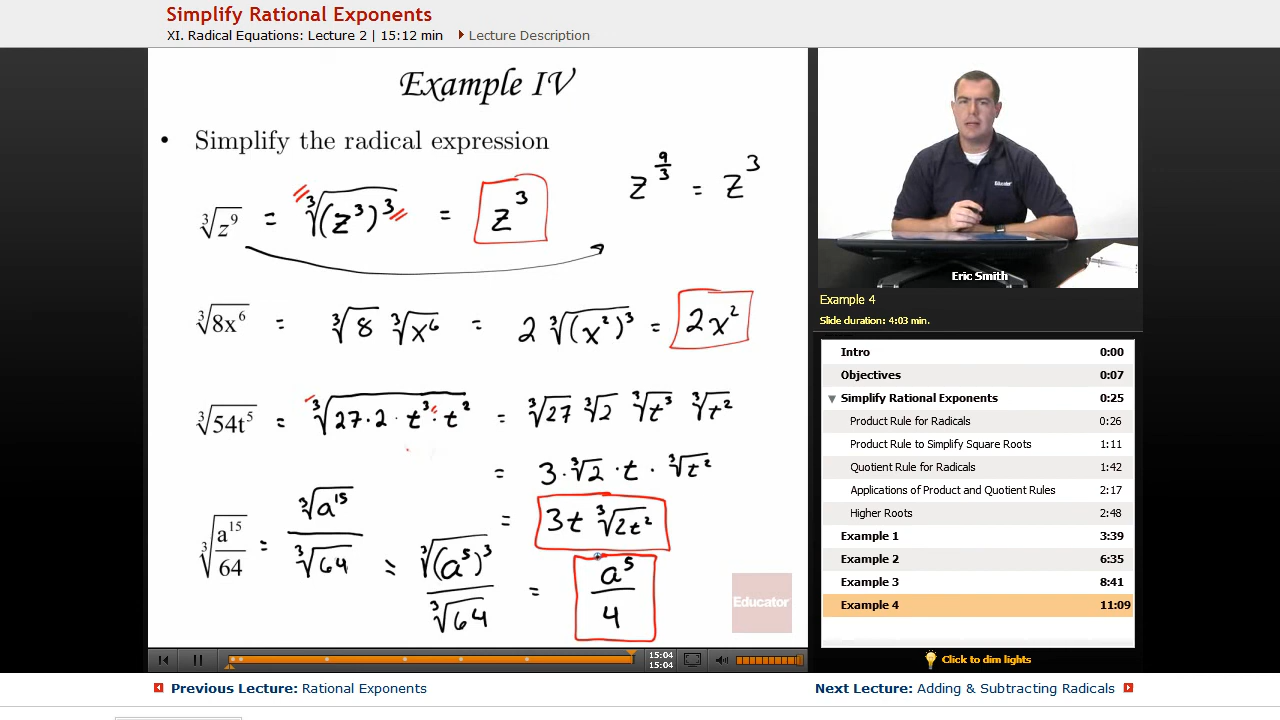 Simplify Rational Exponents
XI. Radical Equations: Lecture 2 | 15:12 min
Lecture Description
Example IV
• Simplify the radical expression
∛z⁹ = ∛(z³)³ = z³
z^(9/3) = z³
∛8x⁶ = ∛8 ∛x⁶ = 2 ∛(x²)³ = 2x²
∛54t⁵ = ∛27·2·t³·t² = ∛27 ∛2 ∛t³ ∛t²
= 3·∛2·t·∛t²
= 3t ∛2t²
∛(a¹⁵/64) = ∛a¹⁵/∛64 = ∛(a⁵)³/∛64 = a⁵/4
Educator
Educator
Eric Smith
Example 4
Slide duration: 4:03 min.
Intro 0:00
Objectives 0:07
Simplify Rational Exponents 0:25
Product Rule for Radicals 0:26
Product Rule to Simplify Square Roots 1:11
Quotient Rule for Radicals 1:42
Applications of Product and Quotient Rules 2:17
Higher Roots 2:48
Example 1 3:39
Example 2 6:35
Example 3 8:41
Example 4 11:09
15:04
15:04
Click to dim lights
Previous Lecture: Rational Exponents
Next Lecture: Adding & Subtracting Radicals